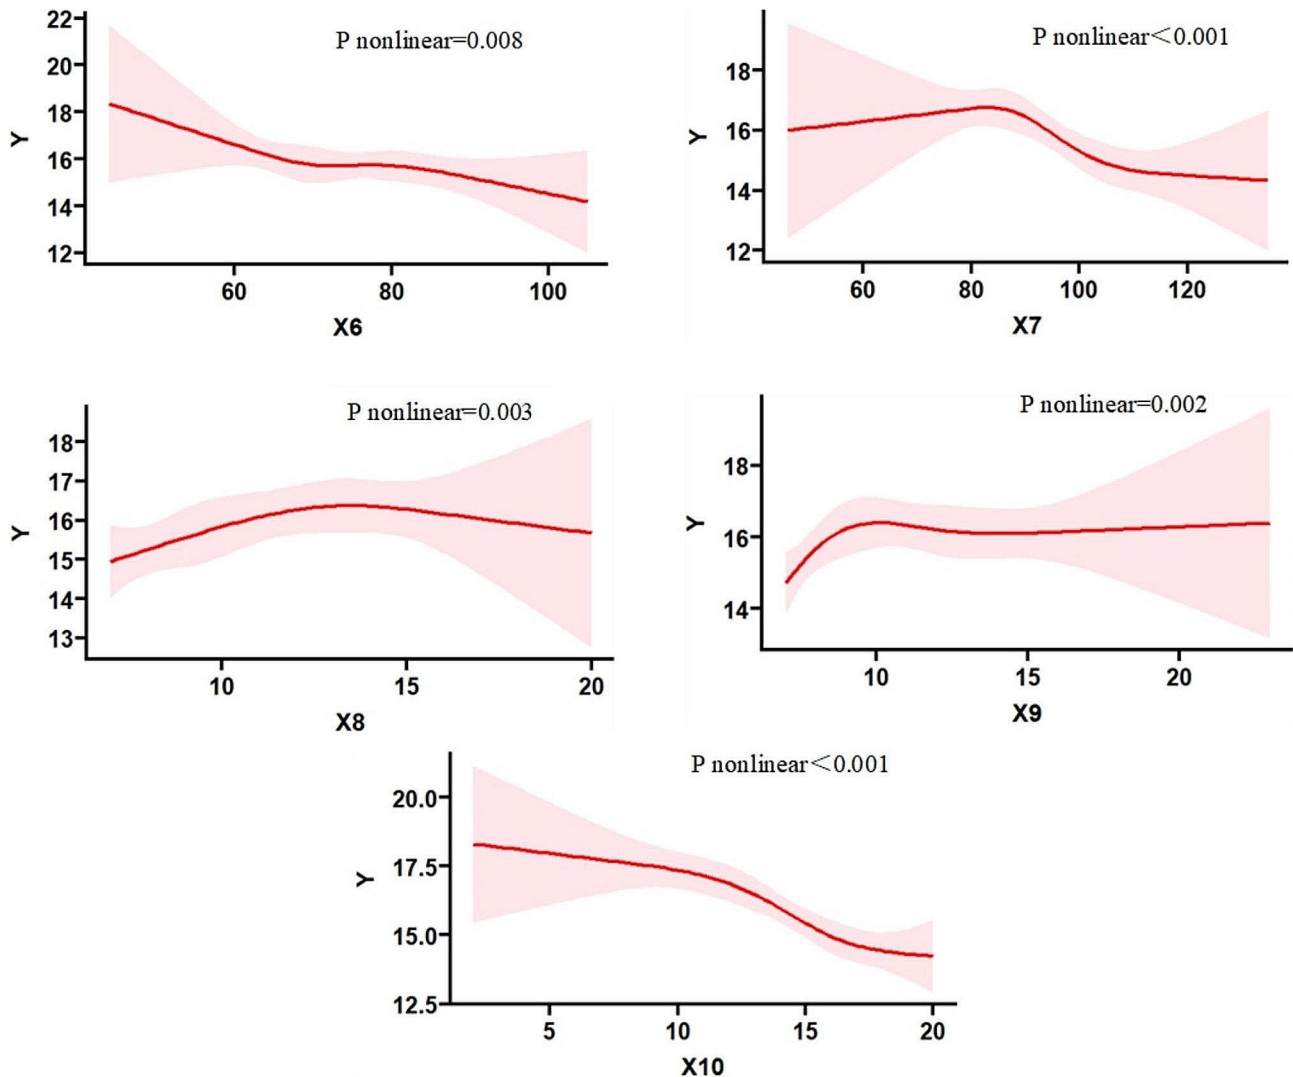 P nonlinear=0.008
22
20
18
16
14
12
Y
60 80 100
X6
P nonlinear<0.001
18
16
14
12
Y
60 80 100 120
X7
P nonlinear=0.003
18
17
16
15
14
13
Y
10 15 20
X8
P nonlinear=0.002
18
16
14
Y
10 15 20
X9
P nonlinear<0.001
20.0
17.5
15.0
12.5
Y
5 10 15 20
X10